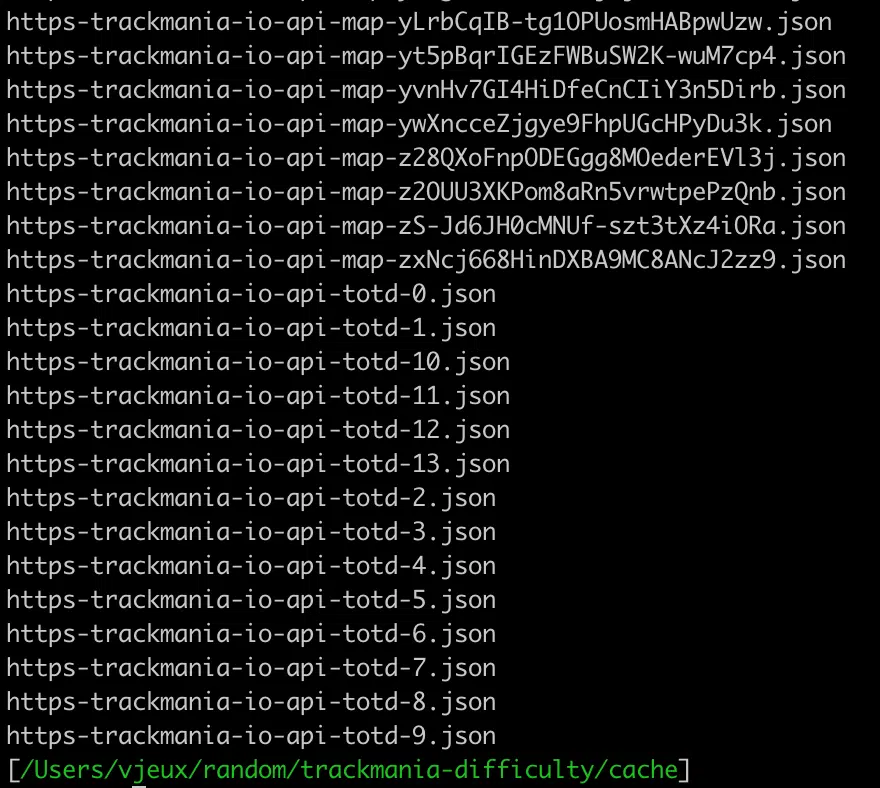 https-trackmania-io-api-map-yLrbCqIB-tg1OPUosmHABpwUzw.json
https-trackmania-io-api-map-yt5pBqrIGEzFWBuSW2K-wuM7cp4.json
https-trackmania-io-api-map-yvnHv7GI4HiDfeCnCIiY3n5Dirb.json
https-trackmania-io-api-map-ywXncceZjgye9FhpUGcHPyDu3k.json
https-trackmania-io-api-map-z28QXoFnpODEGgg8MOederEVl3j.json
https-trackmania-io-api-map-z2OUU3XKPom8aRn5vrwtpePzQnb.json
https-trackmania-io-api-map-zS-Jd6JH0cMNUf-szt3tXz4iORa.json
https-trackmania-io-api-map-zxNcj668HinDXBA9MC8ANcJ2zz9.json
https-trackmania-io-api-totd-0.json
https-trackmania-io-api-totd-1.json
https-trackmania-io-api-totd-10.json
https-trackmania-io-api-totd-11.json
https-trackmania-io-api-totd-12.json
https-trackmania-io-api-totd-13.json
https-trackmania-io-api-totd-2.json
https-trackmania-io-api-totd-3.json
https-trackmania-io-api-totd-4.json
https-trackmania-io-api-totd-5.json
https-trackmania-io-api-totd-6.json
https-trackmania-io-api-totd-7.json
https-trackmania-io-api-totd-8.json
https-trackmania-io-api-totd-9.json
[/Users/vjeux/random/trackmania-difficulty/cache]